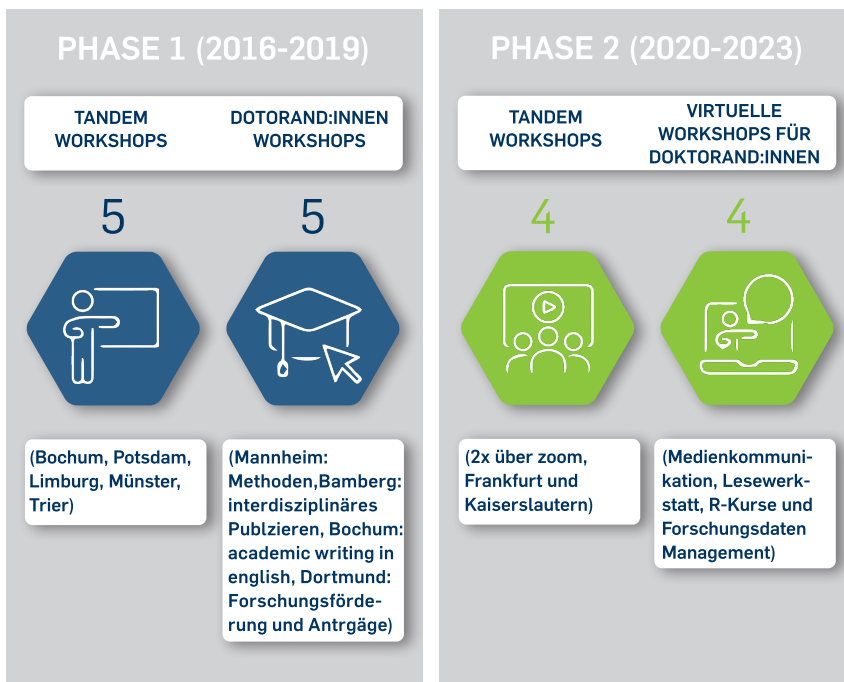 PHASE 1 (2016-2019)
TANDEM
WORKSHOPS
DOTORAND:INNEN
WORKSHOPS
5
5
(Bochum, Potsdam,
Limburg, Münster,
Trier)
(Mannheim:
Methoden,Bamberg:
interdisziplinäres
Publzieren, Bochum:
academic writing in
english, Dortmund:
Forschungsförde-
rung und Antrgäge)
PHASE 2 (2020-2023)
TANDEM
WORKSHOPS
VIRTUELLE
WORKSHOPS FÜR
DOKTORAND:INNEN
4
4
(2x über zoom,
Frankfurt und
Kaiserslautern)
(Medienkommuni-
kation, Lesewerk-
statt, R-Kurse und
Forschungsdaten
Management)